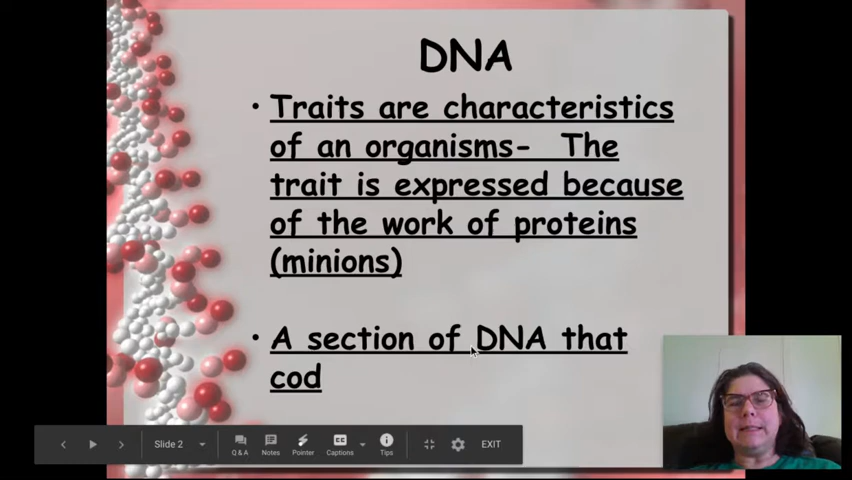 DNA
• Traits are characteristics
of an organisms- The
trait is expressed because
of the work of proteins
(minions)
• A section of DNA that
cod
Slide 2
Q & A
Notes
Pointer
Captions
Tips
EXIT